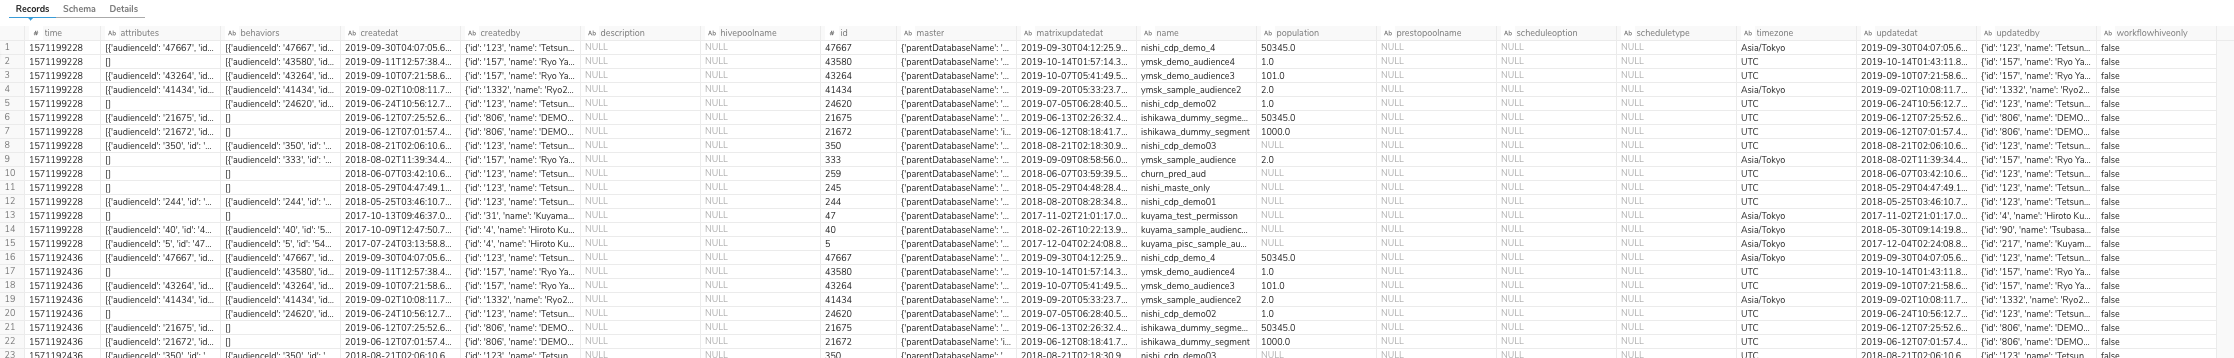 Records Schema Details
# time Ab attributes Ab behaviors Ab createdat Ab createdby Ab description Ab hivepoolname # id Ab master Ab matrixupdatedat Ab name Ab population Ab prestopoolname Ab scheduleoption Ab scheduletype Ab timezone Ab updatedat Ab updatedby Ab workflowhiveonly
1 1571199228 [{'audienceId': '47667', 'id... [{'audienceId': '47667', 'id... 2019-09-30T04:07:05.6... {'id': '123', 'name': 'Tetsun... NULL NULL 47667 {'parentDatabaseName': '... 2019-09-30T04:12:25.9... nishi_cdp_demo_4 50345.0 NULL NULL NULL Asia/Tokyo 2019-09-30T04:07:05.6... {'id': '123', 'name': 'Tetsun... false
2 1571199228 [] [{'audienceId': '43580', 'id... 2019-09-11T12:57:38.4... {'id': '157', 'name': 'Ryo Ya... NULL NULL 43580 {'parentDatabaseName': '... 2019-10-14T01:57:14.3... ymsk_demo_audience4 1.0 NULL NULL NULL UTC 2019-10-14T01:43:11.8... {'id': '157', 'name': 'Ryo Ya... false
3 1571199228 [{'audienceId': '43264', 'id... [{'audienceId': '43264', 'id... 2019-09-10T07:21:58.6... {'id': '157', 'name': 'Ryo Ya... NULL NULL 43264 {'parentDatabaseName': '... 2019-10-07T05:41:49.5... ymsk_demo_audience3 101.0 NULL NULL NULL UTC 2019-09-10T07:21:58.6... {'id': '157', 'name': 'Ryo Ya... false
4 1571199228 [{'audienceId': '41434', 'id... [{'audienceId': '41434', 'id... 2019-09-02T10:08:11.7... {'id': '1332', 'name': 'Ryo2... NULL NULL 41434 {'parentDatabaseName': '... 2019-09-20T05:33:23.7... ymsk_sample_audience2 2.0 NULL NULL NULL Asia/Tokyo 2019-09-02T10:08:11.7... {'id': '1332', 'name': 'Ryo2... false
5 1571199228 [] [{'audienceId': '24620', 'id... 2019-06-24T10:56:12.7... {'id': '123', 'name': 'Tetsun... NULL NULL 24620 {'parentDatabaseName': '... 2019-07-05T06:28:40.5... nishi_cdp_demo02 1.0 NULL NULL NULL UTC 2019-06-24T10:56:12.7... {'id': '123', 'name': 'Tetsun... false
6 1571199228 [{'audienceId': '21675', 'id... [] 2019-06-12T07:25:52.6... {'id': '806', 'name': 'DEMO... NULL NULL 21675 {'parentDatabaseName': '... 2019-06-13T02:26:32.4... ishikawa_dummy_segme... 50345.0 NULL NULL NULL UTC 2019-06-12T07:25:52.6... {'id': '806', 'name': 'DEMO... false
7 1571199228 [{'audienceId': '21672', 'id... [] 2019-06-12T07:01:57.4... {'id': '806', 'name': 'DEMO... NULL NULL 21672 {'parentDatabaseName': 'i... 2019-06-12T08:18:41.7... ishikawa_dummy_segment 1000.0 NULL NULL NULL UTC 2019-06-12T07:01:57.4... {'id': '806', 'name': 'DEMO... false
8 1571199228 [{'audienceId': '350', 'id': '... [{'audienceId': '350', 'id': '... 2018-08-21T02:06:10.6... {'id': '123', 'name': 'Tetsun... NULL NULL 350 {'parentDatabaseName': '... 2018-08-21T02:18:30.9... nishi_cdp_demo03 NULL NULL NULL NULL UTC 2018-08-21T02:06:10.6... {'id': '123', 'name': 'Tetsun... false
9 1571199228 [] [{'audienceId': '333', 'id': '... 2018-08-02T11:39:34.4... {'id': '157', 'name': 'Ryo Ya... NULL NULL 333 {'parentDatabaseName': '... 2019-09-09T08:58:56.0... ymsk_sample_audience 2.0 NULL NULL NULL Asia/Tokyo 2018-08-02T11:39:34.4... {'id': '157', 'name': 'Ryo Ya... false
10 1571199228 [] [] 2018-06-07T03:42:10.6... {'id': '123', 'name': 'Tetsun... NULL NULL 259 {'parentDatabaseName': '... 2018-06-07T03:59:39.5... churn_pred_aud NULL NULL NULL NULL UTC 2018-06-07T03:42:10.6... {'id': '123', 'name': 'Tetsun... false
11 1571199228 [] [] 2018-05-29T04:47:49.1... {'id': '123', 'name': 'Tetsun... NULL NULL 245 {'parentDatabaseName': '... 2018-05-29T04:48:28.4... nishi_maste_only NULL NULL NULL NULL UTC 2018-05-29T04:47:49.1... {'id': '123', 'name': 'Tetsun... false
12 1571199228 [{'audienceId': '244', 'id': '... [{'audienceId': '244', 'id': '... 2018-05-25T03:46:10.7... {'id': '123', 'name': 'Tetsun... NULL NULL 244 {'parentDatabaseName': '... 2018-08-20T08:28:34.8... nishi_cdp_demo01 NULL NULL NULL NULL UTC 2018-05-25T03:46:10.7... {'id': '123', 'name': 'Tetsun... false
13 1571199228 [] [] 2017-10-13T09:46:37.0... {'id': '31', 'name': 'Kuyama... NULL NULL 47 {'parentDatabaseName': '... 2017-11-02T21:01:17.0... kuyama_test_permisson NULL NULL NULL NULL Asia/Tokyo 2017-11-02T21:01:17.0... {'id': '4', 'name': 'Hiroto Ku... false
14 1571199228 [{'audienceId': '40', 'id': '4... [{'audienceId': '40', 'id': '5... 2017-10-09T12:47:50.7... {'id': '4', 'name': 'Hiroto Ku... NULL NULL 40 {'parentDatabaseName': '... 2018-02-26T10:22:13.9... kuyama_sample_audienc... NULL NULL NULL NULL Asia/Tokyo 2018-05-30T09:14:19.8... {'id': '90', 'name': 'Tsubasa... false
15 1571199228 [{'audienceId': '5', 'id': '47... [{'audienceId': '5', 'id': '54... 2017-07-24T03:13:58.8... {'id': '4', 'name': 'Hiroto Ku... NULL NULL 5 {'parentDatabaseName': '... 2017-12-04T02:24:08.8... kuyama_pisc_sample_au... NULL NULL NULL NULL Asia/Tokyo 2017-12-04T02:24:08.8... {'id': '217', 'name': 'Kuyam... false
16 1571192436 [{'audienceId': '47667', 'id... [{'audienceId': '47667', 'id... 2019-09-30T04:07:05.6... {'id': '123', 'name': 'Tetsun... NULL NULL 47667 {'parentDatabaseName': '... 2019-09-30T04:12:25.9... nishi_cdp_demo_4 50345.0 NULL NULL NULL Asia/Tokyo 2019-09-30T04:07:05.6... {'id': '123', 'name': 'Tetsun... false
17 1571192436 [] [{'audienceId': '43580', 'id... 2019-09-11T12:57:38.4... {'id': '157', 'name': 'Ryo Ya... NULL NULL 43580 {'parentDatabaseName': '... 2019-10-14T01:57:14.3... ymsk_demo_audience4 1.0 NULL NULL NULL UTC 2019-10-14T01:43:11.8... {'id': '157', 'name': 'Ryo Ya... false
18 1571192436 [{'audienceId': '43264', 'id... [{'audienceId': '43264', 'id... 2019-09-10T07:21:58.6... {'id': '157', 'name': 'Ryo Ya... NULL NULL 43264 {'parentDatabaseName': '... 2019-10-07T05:41:49.5... ymsk_demo_audience3 101.0 NULL NULL NULL UTC 2019-09-10T07:21:58.6... {'id': '157', 'name': 'Ryo Ya... false
19 1571192436 [{'audienceId': '41434', 'id... [{'audienceId': '41434', 'id... 2019-09-02T10:08:11.7... {'id': '1332', 'name': 'Ryo2... NULL NULL 41434 {'parentDatabaseName': '... 2019-09-20T05:33:23.7... ymsk_sample_audience2 2.0 NULL NULL NULL Asia/Tokyo 2019-09-02T10:08:11.7... {'id': '1332', 'name': 'Ryo2... false
20 1571192436 [] [{'audienceId': '24620', 'id... 2019-06-24T10:56:12.7... {'id': '123', 'name': 'Tetsun... NULL NULL 24620 {'parentDatabaseName': '... 2019-07-05T06:28:40.5... nishi_cdp_demo02 1.0 NULL NULL NULL UTC 2019-06-24T10:56:12.7... {'id': '123', 'name': 'Tetsun... false
21 1571192436 [{'audienceId': '21675', 'id... [] 2019-06-12T07:25:52.6... {'id': '806', 'name': 'DEMO... NULL NULL 21675 {'parentDatabaseName': '... 2019-06-13T02:26:32.4... ishikawa_dummy_segme... 50345.0 NULL NULL NULL UTC 2019-06-12T07:25:52.6... {'id': '806', 'name': 'DEMO... false
22 1571192436 [{'audienceId': '21672', 'id... [] 2019-06-12T07:01:57.4... {'id': '806', 'name': 'DEMO... NULL NULL 21672 {'parentDatabaseName': 'i... 2019-06-12T08:18:41.7... ishikawa_dummy_segment 1000.0 NULL NULL NULL UTC 2019-06-12T07:01:57.4... {'id': '806', 'name': 'DEMO... false
23 1571192436 [{'audienceId': '350', 'id': ' [{'audienceId': '350', 'id': ' 2018-08-21T02:06:10.6 {'id': '123', 'name': 'Tetsun NULL NULL 350 {'parentDatabaseName': ' 2018-08-21T02:18:30.9 nishi_cdp_demo03 NULL NULL NULL NULL UTC 2018-08-21T02:06:10.6 {'id': '123', 'name': 'Tetsun false